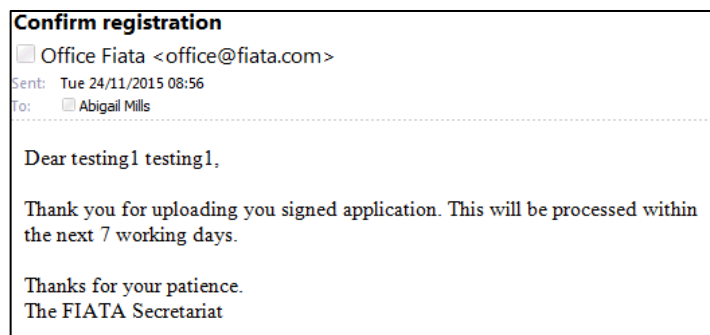 Confirm registration
Office Fiata <office@fiata.com>
Sent: Tue 24/11/2015 08:56
To: Abigail Mills
Dear testing1 testing1,
Thank you for uploading you signed application. This will be processed within
the next 7 working days.
Thanks for your patience.
The FIATA Secretariat